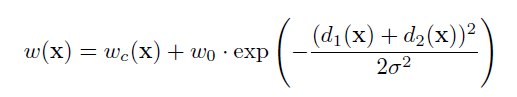 w(x) = w_c(x) + w_0 · exp ( − (d_1(x) + d_2(x))^2 / 2σ^2 )